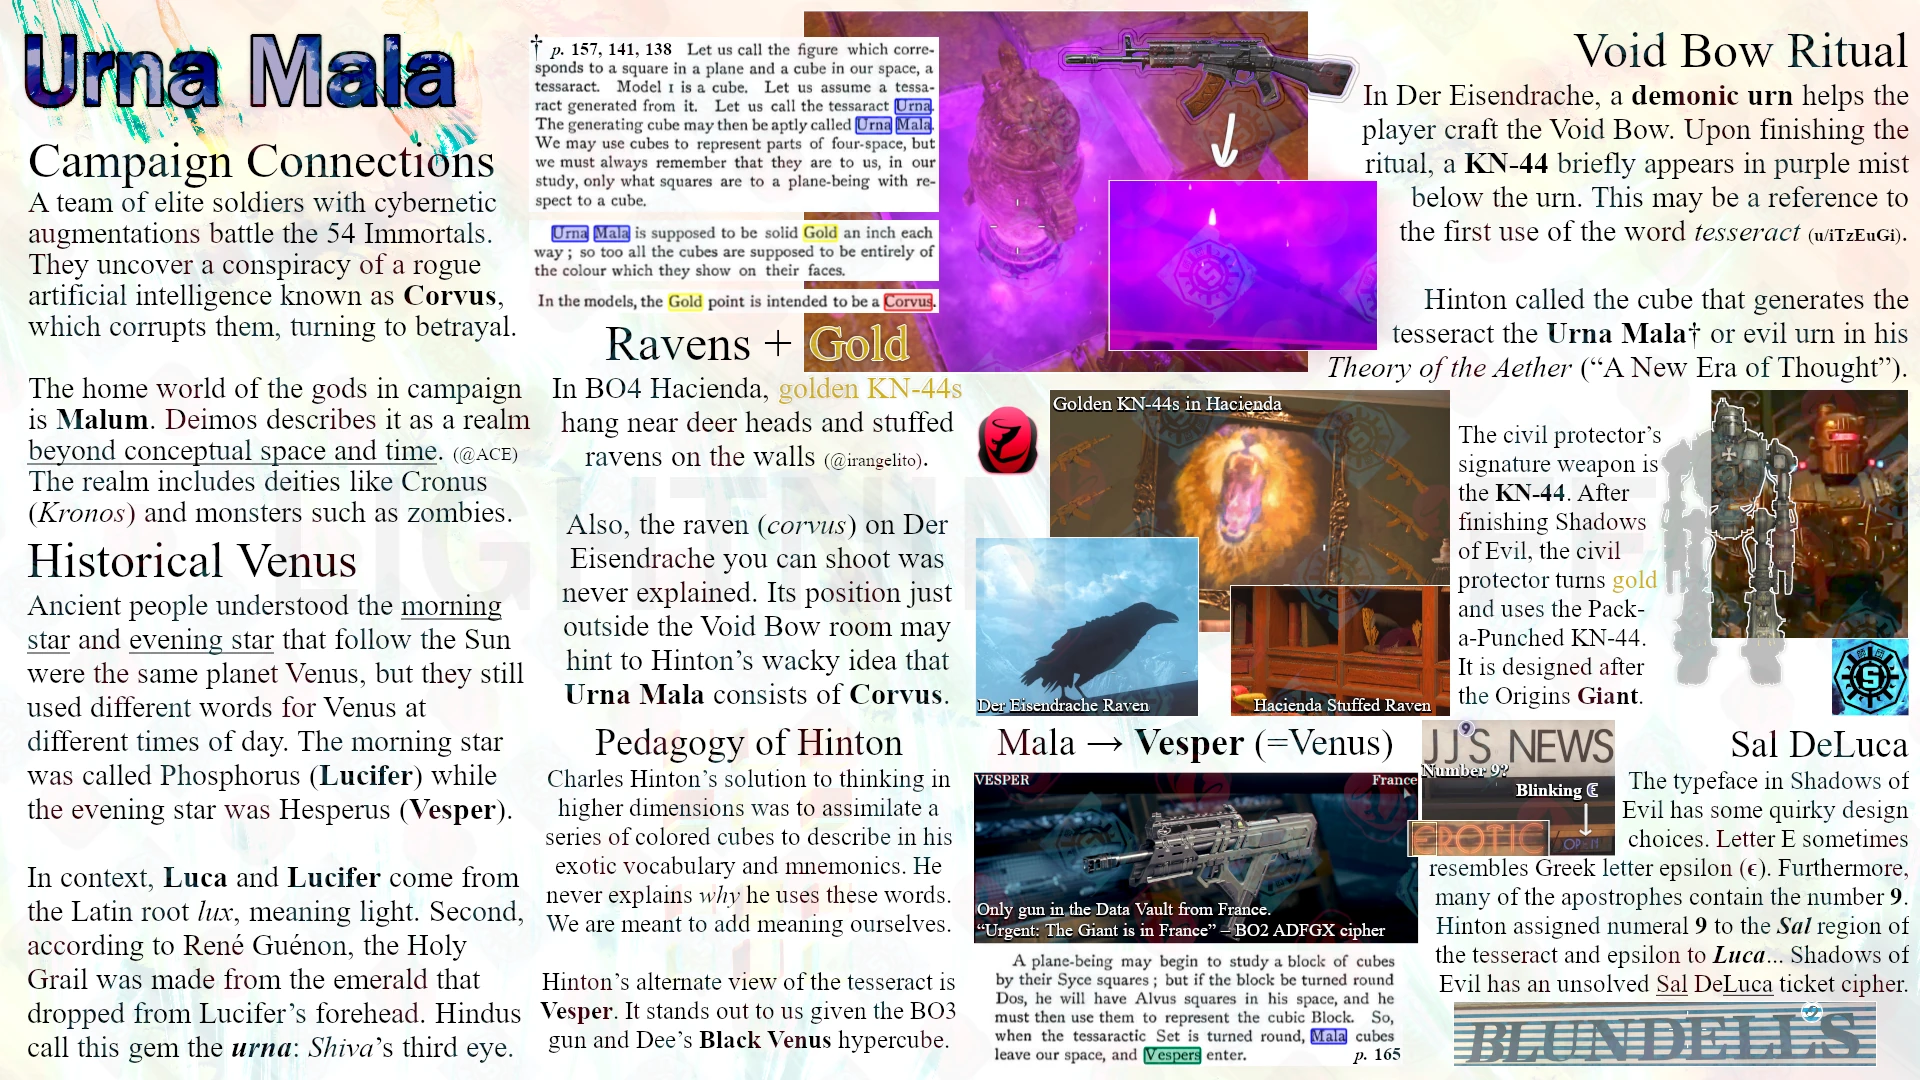 Urna Mala
Campaign Connections
A team of elite soldiers with cybernetic
augmentations battle the 54 Immortals.
They uncover a conspiracy of a rogue
artificial intelligence known as Corvus,
which corrupts them, turning to betrayal.
The home world of the gods in campaign
is Malum. Deimos describes it as a realm
beyond conceptual space and time. (@ACE)
The realm includes deities like Cronus
(Kronos) and monsters such as zombies.
Historical Venus
Ancient people understood the morning
star and evening star that follow the Sun
were the same planet Venus, but they still
used different words for Venus at
different times of day. The morning star
was called Phosphorus (Lucifer) while
the evening star was Hesperus (Vesper).
In context, Luca and Lucifer come from
the Latin root lux, meaning light. Second,
according to René Guénon, the Holy
Grail was made from the emerald that
dropped from Lucifer's forehead. Hindus
call this gem the urna: Shiva's third eye.
† p. 157, 141, 138 Let us call the figure which corre-
sponds to a square in a plane and a cube in our space, a
tessaract. Model 1 is a cube. Let us assume a tessa-
ract generated from it. Let us call the tessaract Urna.
The generating cube may then be aptly called Urna Mala.
We may use cubes to represent parts of four-space, but
we must always remember that they are to us, in our
study, only what squares are to a plane-being with re-
spect to a cube.
Urna Mala is supposed to be solid Gold an inch each
way; so too all the cubes are supposed to be entirely of
the colour which they show on their faces.
In the models, the Gold point is intended to be a Corvus.
Ravens + Gold
In BO4 Hacienda, golden KN-44s
hang near deer heads and stuffed
ravens on the walls (@irangelito).
Also, the raven (corvus) on Der
Eisendrache you can shoot was
never explained. Its position just
outside the Void Bow room may
hint to Hinton's wacky idea that
Urna Mala consists of Corvus.
Pedagogy of Hinton
Charles Hinton's solution to thinking in
higher dimensions was to assimilate a
series of colored cubes to describe in his
exotic vocabulary and mnemonics. He
never explains why he uses these words.
We are meant to add meaning ourselves.
Hinton's alternate view of the tesseract is
Vesper. It stands out to us given the BO3
gun and Dee's Black Venus hypercube.
Void Bow Ritual
In Der Eisendrache, a demonic urn helps the
player craft the Void Bow. Upon finishing the
ritual, a KN-44 briefly appears in purple mist
below the urn. This may be a reference to
the first use of the word tesseract (u/iTzEuGi).
Hinton called the cube that generates the
tesseract the Urna Mala† or evil urn in his
Theory of the Aether (“A New Era of Thought”).
Golden KN-44s in Hacienda
Der Eisendrache Raven
Hacienda Stuffed Raven
The civil protector's
signature weapon is
the KN-44. After
finishing Shadows
of Evil, the civil
protector turns gold
and uses the Pack-
a-Punched KN-44.
It is designed after
the Origins Giant.
S
Mala → Vesper (=Venus)
VESPER France
Only gun in the Data Vault from France.
“Urgent: The Giant is in France” – BO2 ADFGX cipher
A plane-being may begin to study a block of cubes
by their Syce squares; but if the block be turned round
Dos, he will have Alvus squares in his space, and he
must then use them to represent the cubic Block. So,
when the tessaractic Set is turned round, Mala cubes
leave our space, and Vespers enter. p. 165
9
JJ'S NEWS
Number 9?
Blinking ϵ
EROTIC
Sal DeLuca
The typeface in Shadows of
Evil has some quirky design
choices. Letter E sometimes
resembles Greek letter epsilon (ϵ). Furthermore,
many of the apostrophes contain the number 9.
Hinton assigned numeral 9 to the Sal region of
the tesseract and epsilon to Luca... Shadows of
Evil has an unsolved Sal DeLuca ticket cipher.
BLUNDELL'S